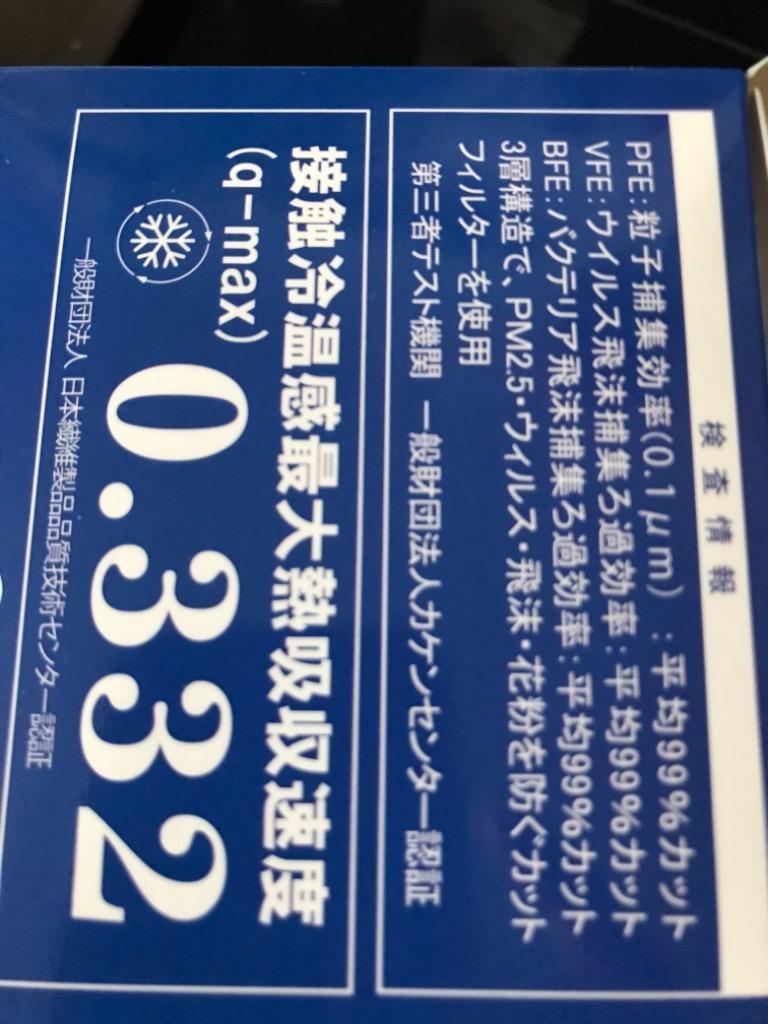 検査情報
PFE:粒子捕集効率(0.1μm) :平均99%カット
VFE:ウイルス飛沫捕集ろ過効率:平均99%カット
BFE:バクテリア飛沫捕集ろ過効率:平均99%カット
3層構造で、PM2.5・ウィルス・飛沫・花粉を防ぐカット
フィルターを使用
第三者テスト機関 一般財団法人カケンセンター認証
接触冷温感最大熱吸収速度
(q-max)
0.332
一般財団法人 日本繊維製品品質技術センター認証